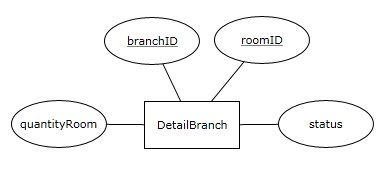 branchID
roomID
quantityRoom
DetailBranch
status